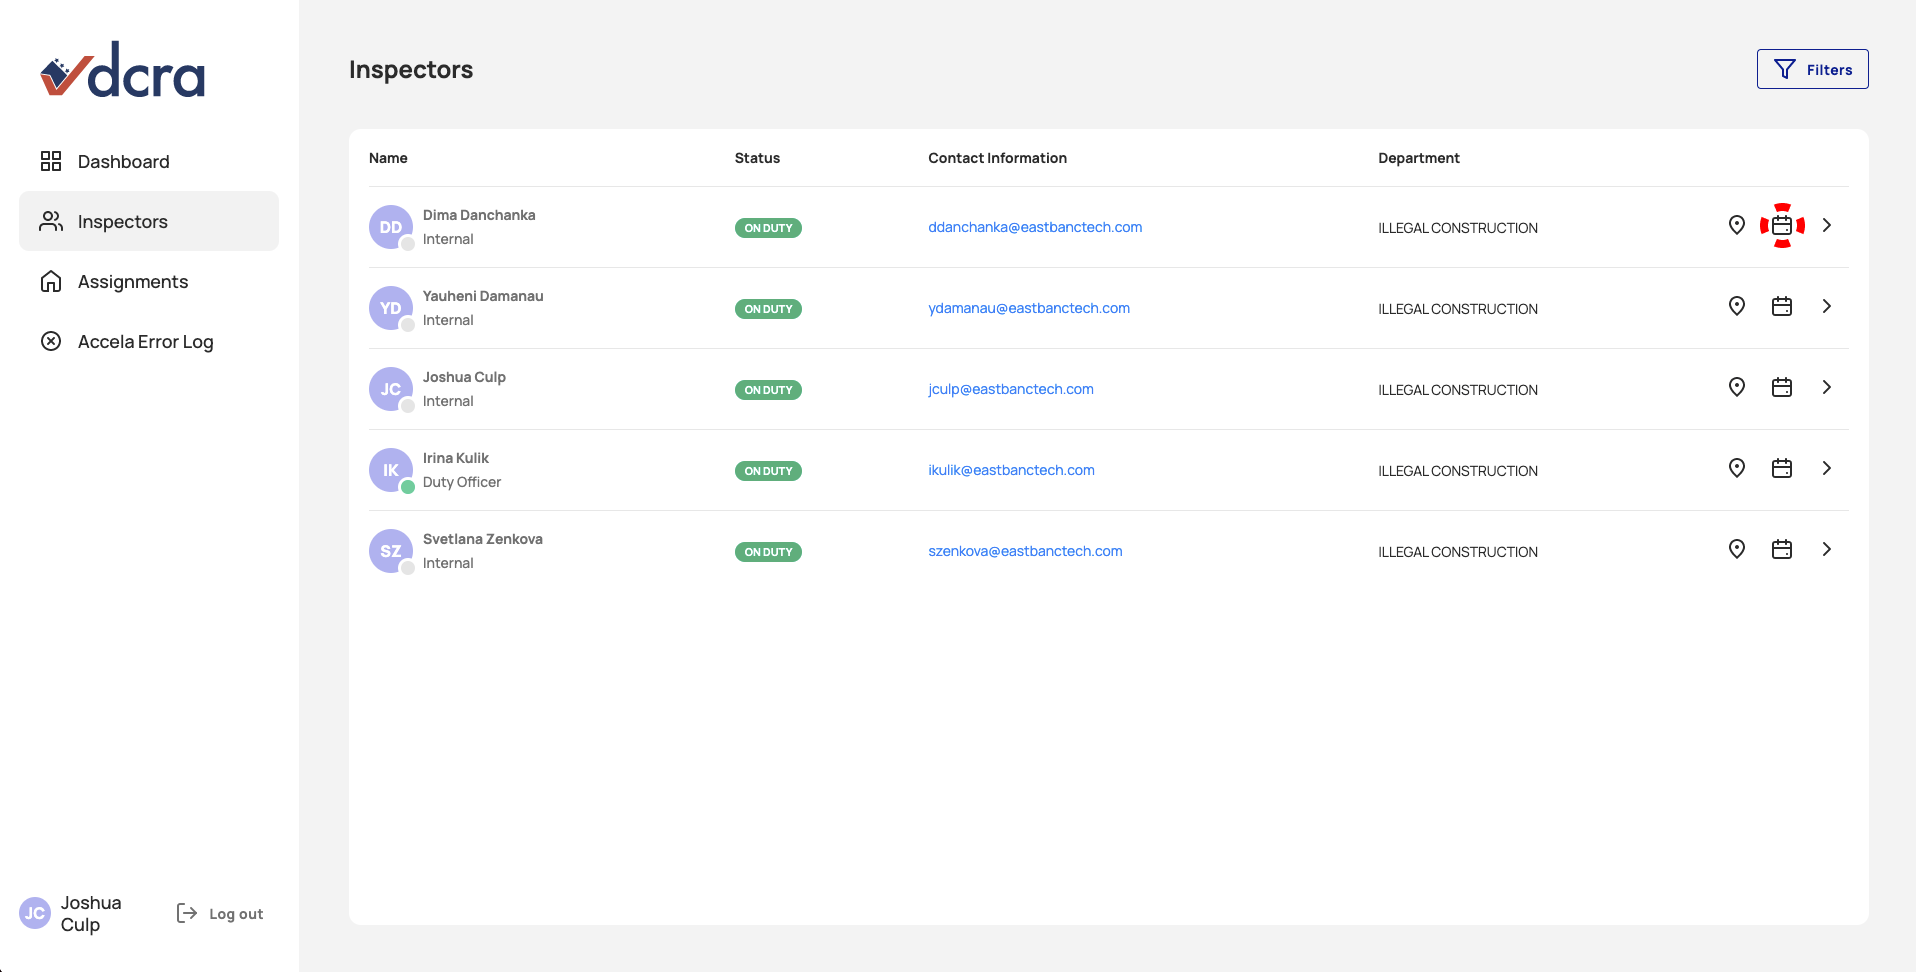 dcra
Inspectors
Filters
Dashboard
Inspectors
Assignments
Accela Error Log
Name Status Contact Information Department
DD Dima Danchanka
Internal
ON DUTY ddanchanka@eastbanctech.com ILLEGAL CONSTRUCTION
YD Yauheni Damanau
Internal
ON DUTY ydamanau@eastbanctech.com ILLEGAL CONSTRUCTION
JC Joshua Culp
Internal
ON DUTY jculp@eastbanctech.com ILLEGAL CONSTRUCTION
IK Irina Kulik
Duty Officer
ON DUTY ikulik@eastbanctech.com ILLEGAL CONSTRUCTION
SZ Svetlana Zenkova
Internal
ON DUTY szenkova@eastbanctech.com ILLEGAL CONSTRUCTION
JC Joshua
Culp
Log out